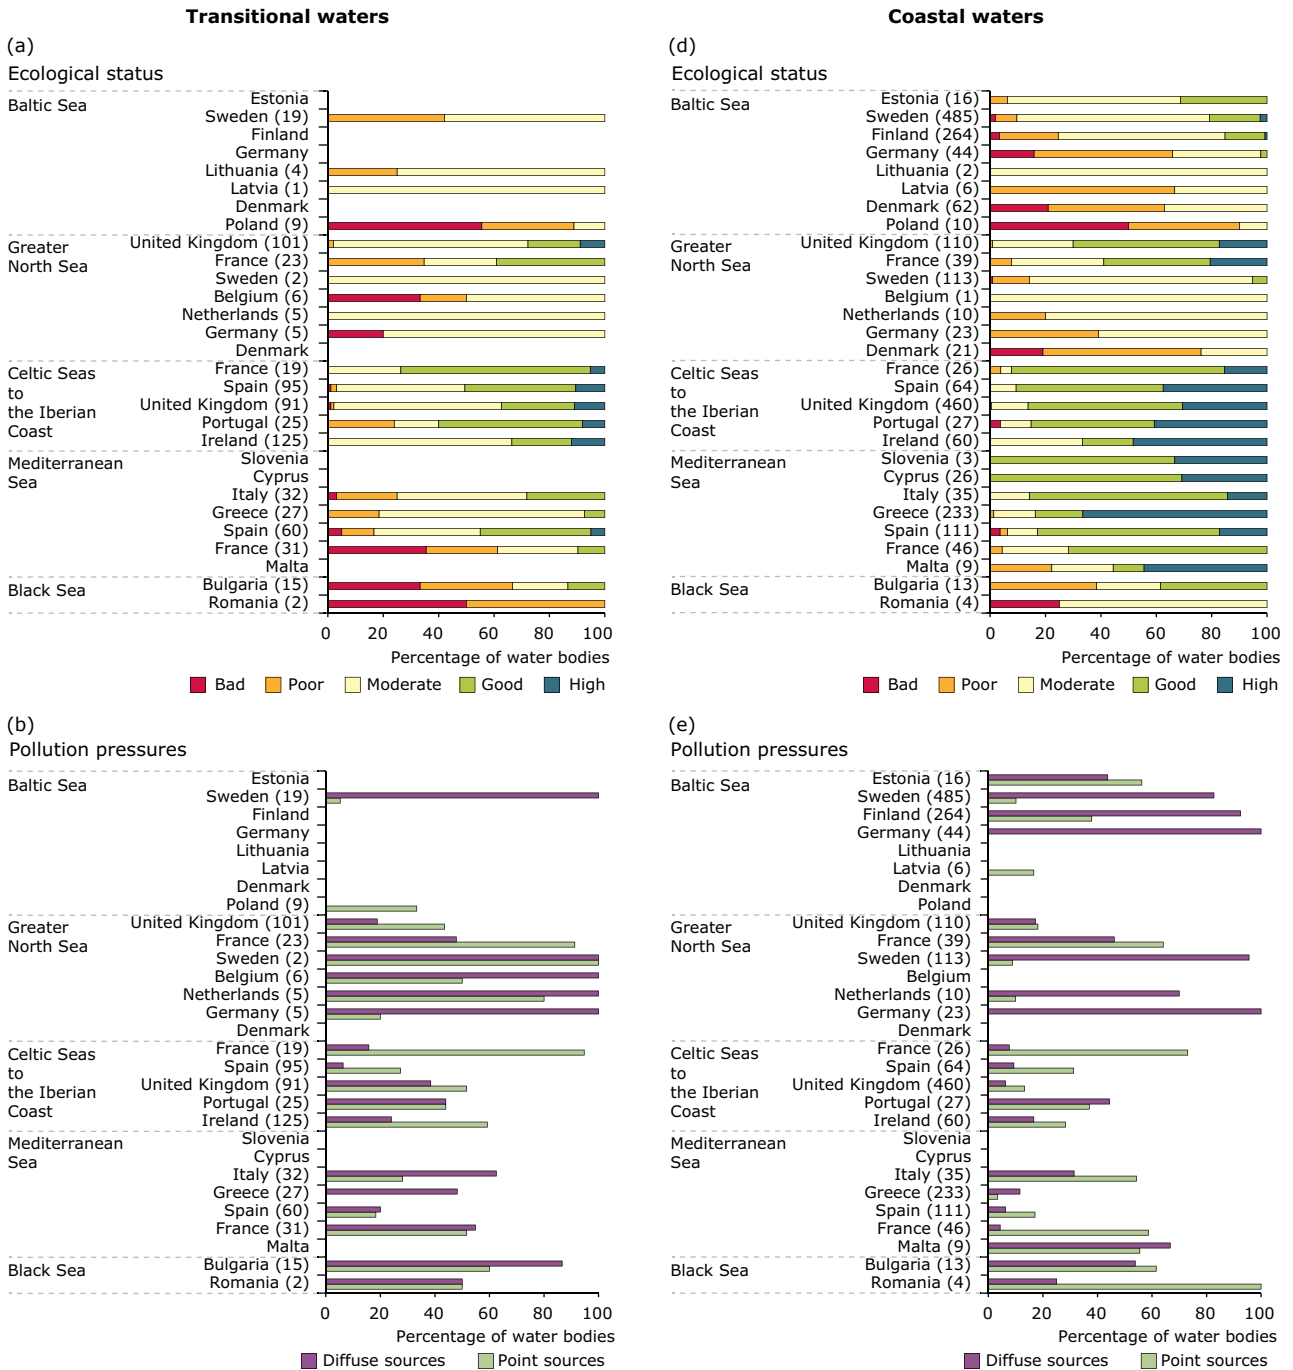 Transitional waters
(a)
Ecological status
Baltic Sea
Estonia
Sweden (19)
Finland
Germany
Lithuania (4)
Latvia (1)
Denmark
Poland (9)
Greater
North Sea
United Kingdom (101)
France (23)
Sweden (2)
Belgium (6)
Netherlands (5)
Germany (5)
Denmark
Celtic Seas
to
the Iberian
Coast
France (19)
Spain (95)
United Kingdom (91)
Portugal (25)
Ireland (125)
Mediterranean
Sea
Slovenia
Cyprus
Italy (32)
Greece (27)
Spain (60)
France (31)
Malta
Black Sea
Bulgaria (15)
Romania (2)
0 20 40 60 80 100
Percentage of water bodies
Bad Poor Moderate Good High
Coastal waters
(d)
Ecological status
Baltic Sea
Estonia (16)
Sweden (485)
Finland (264)
Germany (44)
Lithuania (2)
Latvia (6)
Denmark (62)
Poland (10)
Greater
North Sea
United Kingdom (110)
France (39)
Sweden (113)
Belgium (1)
Netherlands (10)
Germany (23)
Denmark (21)
Celtic Seas
to
the Iberian
Coast
France (26)
Spain (64)
United Kingdom (460)
Portugal (27)
Ireland (60)
Mediterranean
Sea
Slovenia (3)
Cyprus (26)
Italy (35)
Greece (233)
Spain (111)
France (46)
Malta (9)
Black Sea
Bulgaria (13)
Romania (4)
0 20 40 60 80 100
Percentage of water bodies
Bad Poor Moderate Good High
(b)
Pollution pressures
Baltic Sea
Estonia
Sweden (19)
Finland
Germany
Lithuania
Latvia
Denmark
Poland (9)
Greater
North Sea
United Kingdom (101)
France (23)
Sweden (2)
Belgium (6)
Netherlands (5)
Germany (5)
Denmark
Celtic Seas
to
the Iberian
Coast
France (19)
Spain (95)
United Kingdom (91)
Portugal (25)
Ireland (125)
Mediterranean
Sea
Slovenia
Cyprus
Italy (32)
Greece (27)
Spain (60)
France (31)
Malta
Black Sea
Bulgaria (15)
Romania (2)
0 20 40 60 80 100
Percentage of water bodies
Diffuse sources Point sources
(e)
Pollution pressures
Baltic Sea
Estonia (16)
Sweden (485)
Finland (264)
Germany (44)
Lithuania
Latvia (6)
Denmark
Poland
Greater
North Sea
United Kingdom (110)
France (39)
Sweden (113)
Belgium
Netherlands (10)
Germany (23)
Denmark
Celtic Seas
to
the Iberian
Coast
France (26)
Spain (64)
United Kingdom (460)
Portugal (27)
Ireland (60)
Mediterranean
Sea
Slovenia
Cyprus
Italy (35)
Greece (233)
Spain (111)
France (46)
Malta (9)
Black Sea
Bulgaria (13)
Romania (4)
0 20 40 60 80 100
Percentage of water bodies
Diffuse sources Point sources